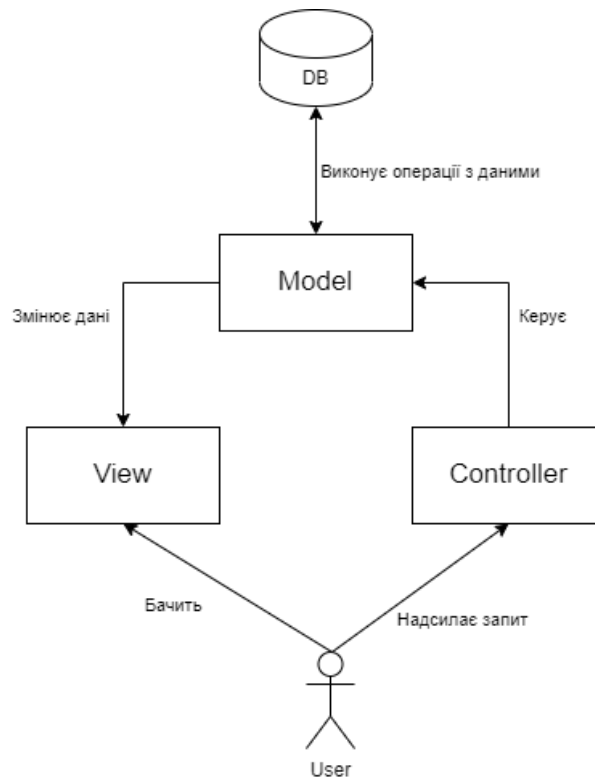 DB
Виконує операції з даними
Model
Змінює дані
Керує
View
Controller
Бачить
Надсилає запит
User